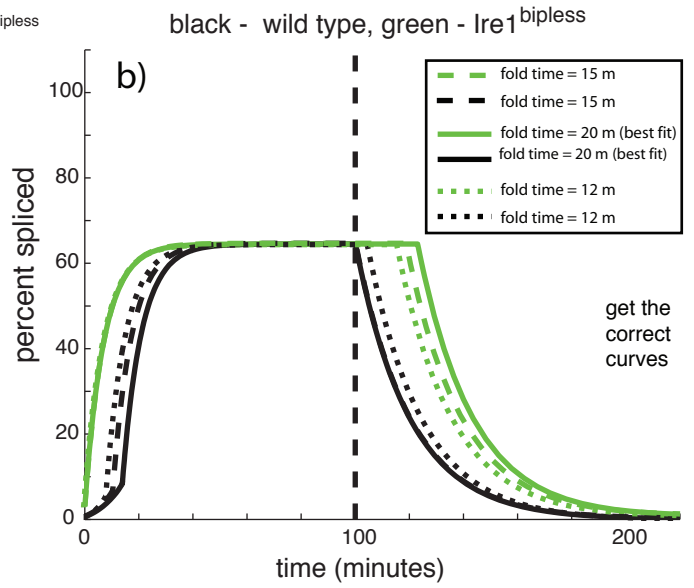 ipless
black - wild type, green - Ire1bipless
b)
fold time = 15 m
fold time = 15 m
fold time = 20 m (best fit)
fold time = 20 m (best fit)
fold time = 12 m
fold time = 12 m
get the
correct
curves
percent spliced
100
80
60
40
20
0
0
100
200
time (minutes)